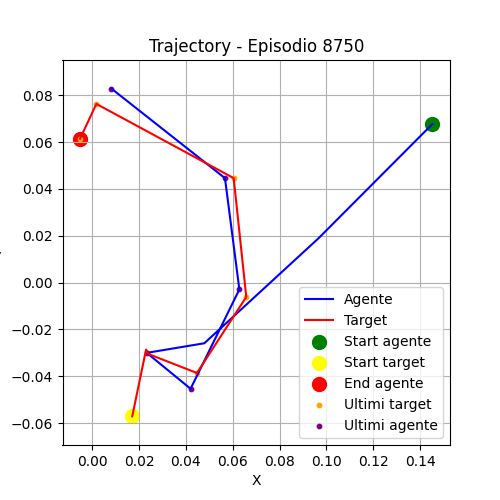 Trajectory - Episodio 8750
0.08
0.06
0.04
0.02
0.00
−0.02
−0.04
−0.06
0.00 0.02 0.04 0.06 0.08 0.10 0.12 0.14
X
Agente
Target
Start agente
Start target
End agente
Ultimi target
Ultimi agente